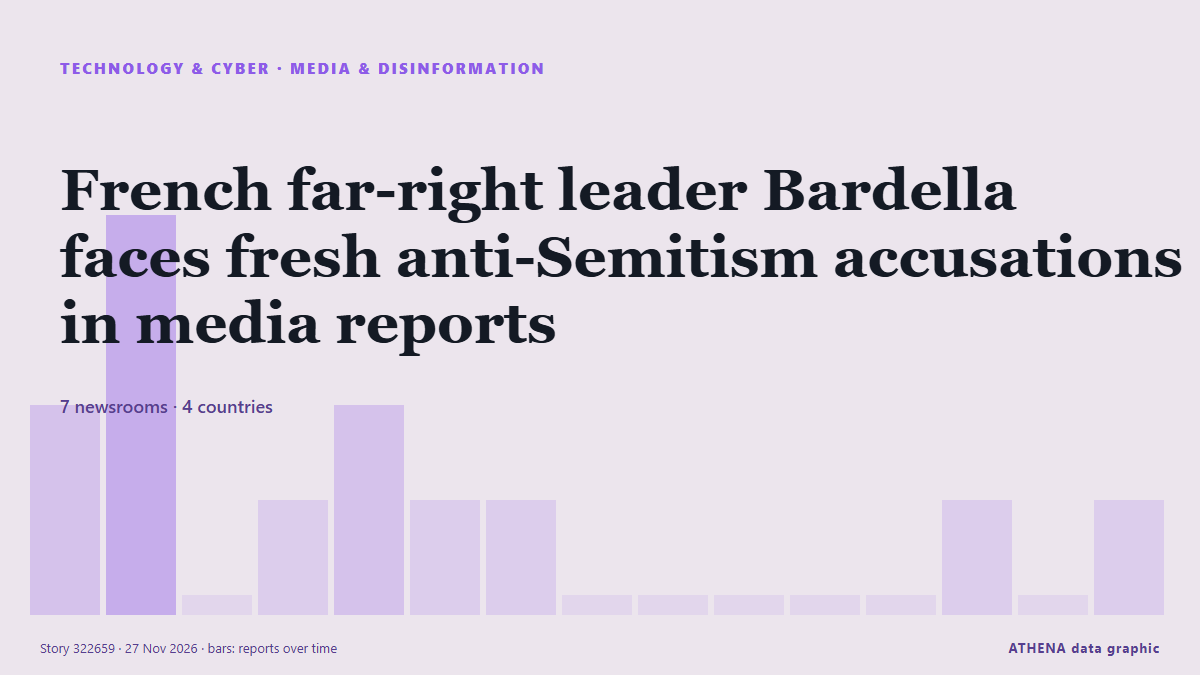 TECHNOLOGY & CYBER · MEDIA & DISINFORMATION
French far-right leader Bardella
faces fresh anti-Semitism accusations
in media reports
7 newsrooms · 4 countries
Story 322659 · 27 Nov 2026 · bars: reports over time
ATHENA data graphic